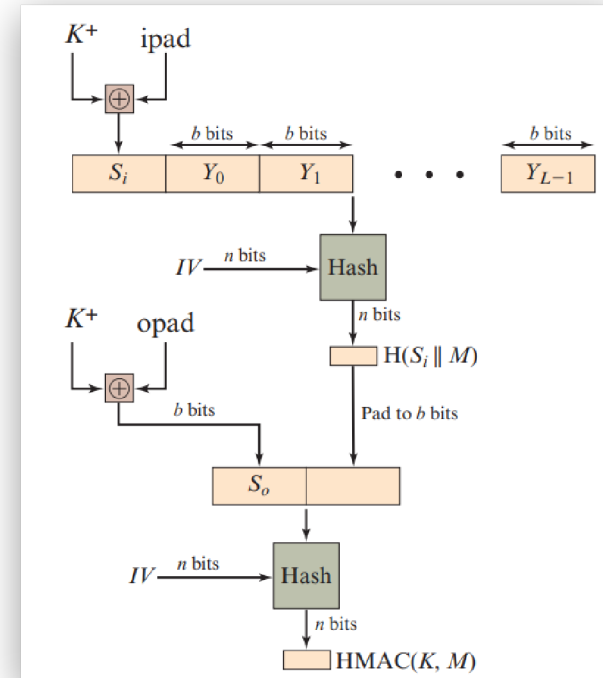 K+ ipad
⊕
b bits b bits b bits
Sᵢ Y₀ Y₁ • • • Y_{L−1}
IV n bits Hash
n bits
K+ opad
H(Sᵢ ∥ M)
⊕
b bits Pad to b bits
Sₒ
IV n bits Hash
n bits
HMAC(K, M)